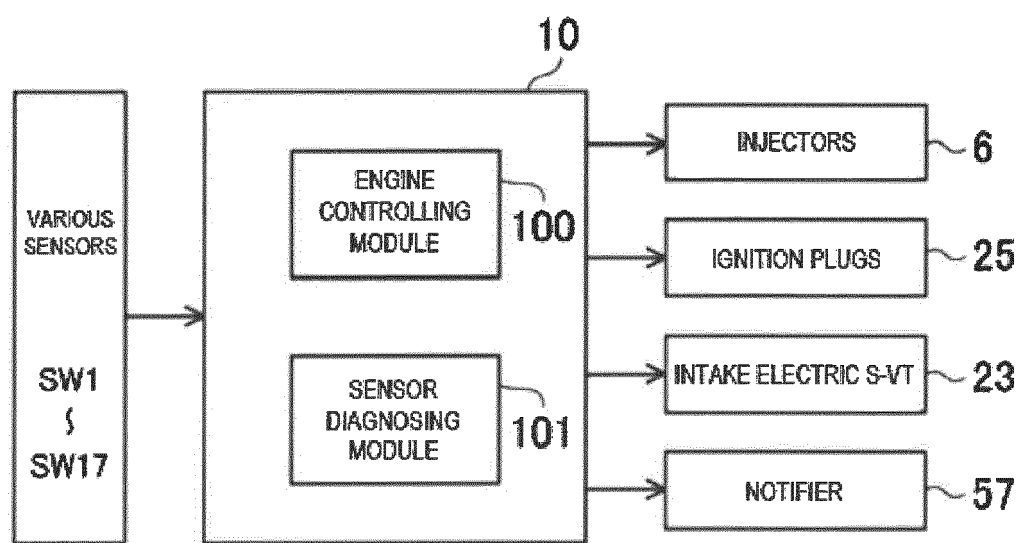 10
VARIOUS
SENSORS
SW1
~
SW17
ENGINE
CONTROLLING
MODULE
100
SENSOR
DIAGNOSING
MODULE
101
INJECTORS
6
IGNITION PLUGS
25
INTAKE ELECTRIC S-VT
23
NOTIFIER
57